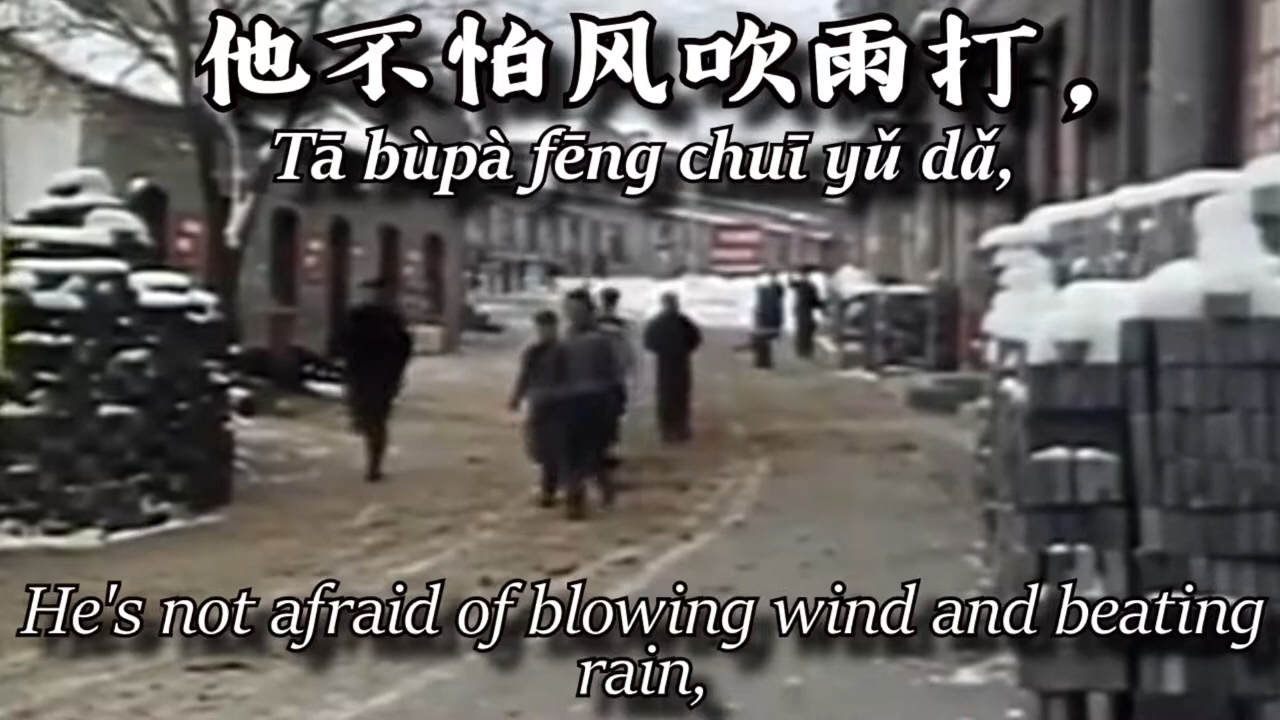 他不怕风吹雨打，
Tā bùpà fēng chuī yǔ dǎ,
He's not afraid of blowing wind and beating
rain,